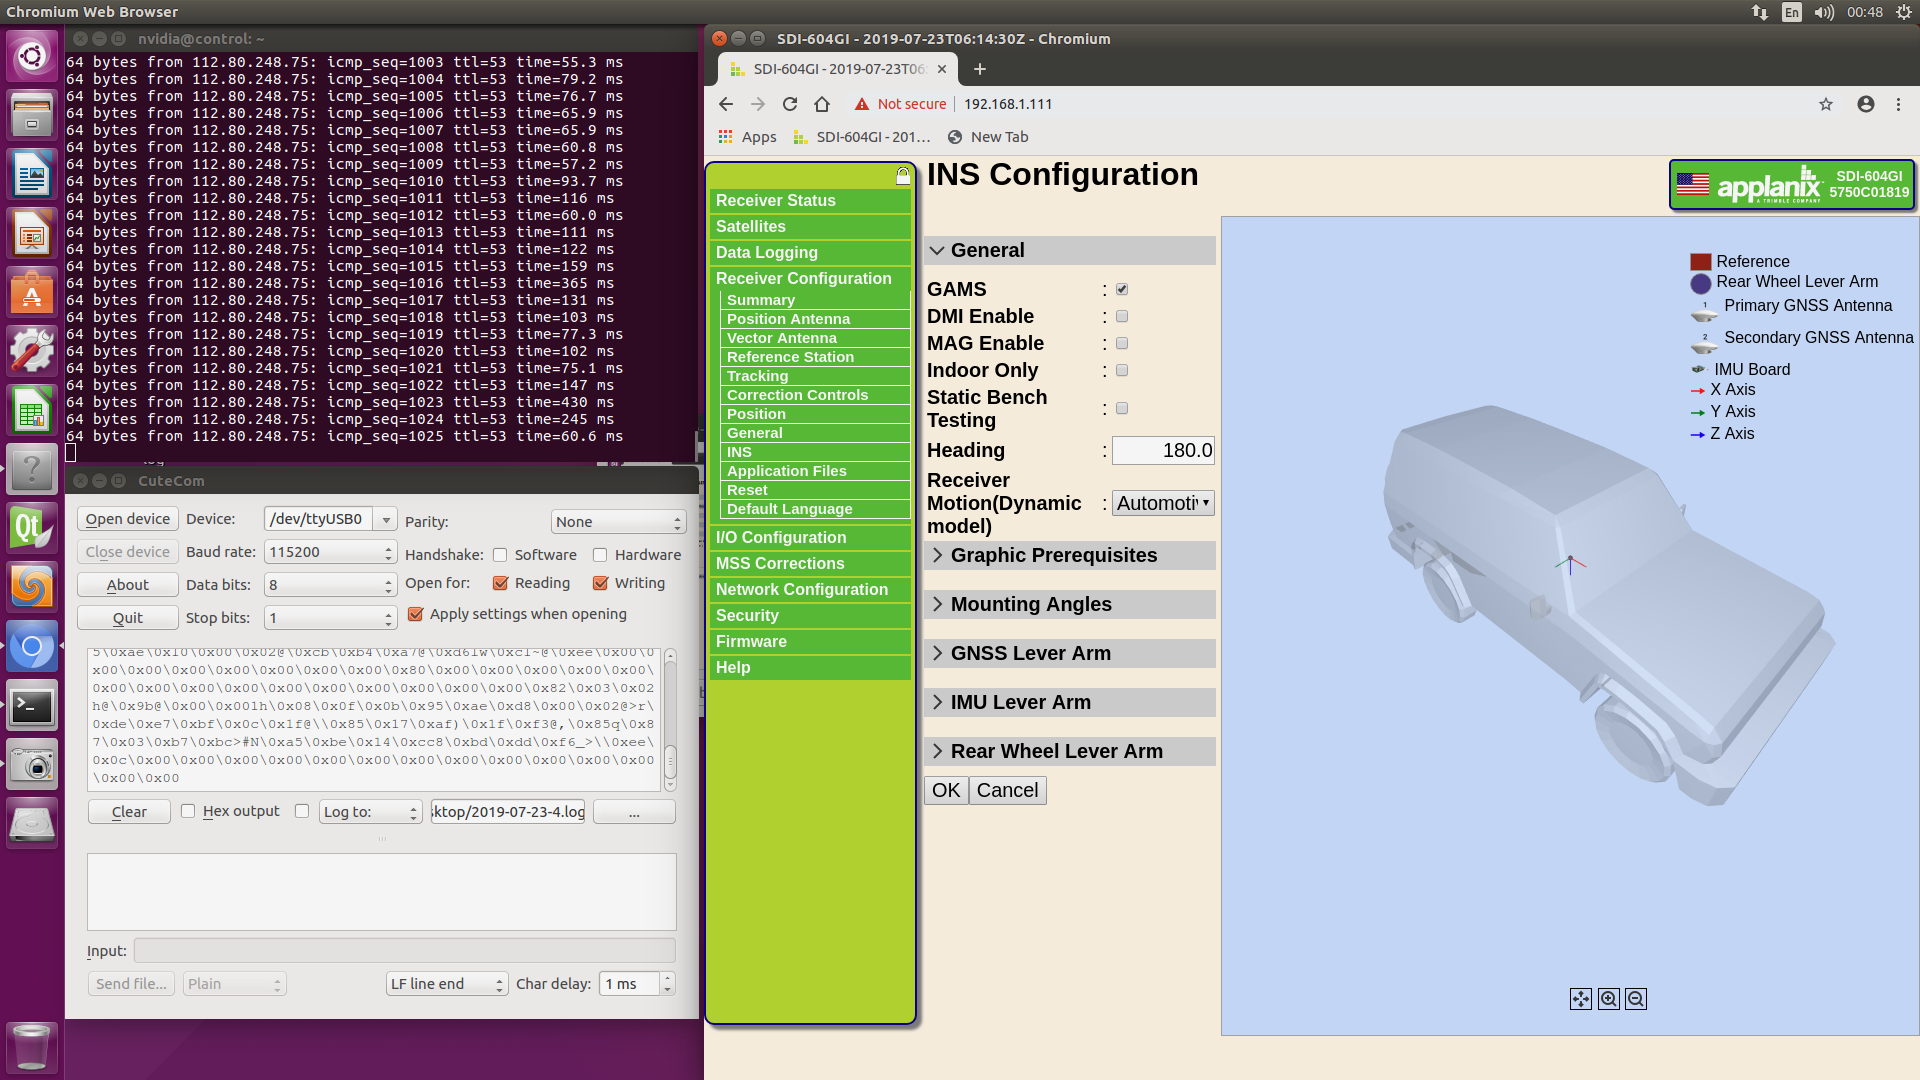 Chromium Web Browser
En
00:48
nvidia@control: ~
64 bytes from 112.80.248.75: icmp_seq=1003 ttl=53 time=55.3 ms
64 bytes from 112.80.248.75: icmp_seq=1004 ttl=53 time=79.2 ms
64 bytes from 112.80.248.75: icmp_seq=1005 ttl=53 time=76.7 ms
64 bytes from 112.80.248.75: icmp_seq=1006 ttl=53 time=65.9 ms
64 bytes from 112.80.248.75: icmp_seq=1007 ttl=53 time=65.9 ms
64 bytes from 112.80.248.75: icmp_seq=1008 ttl=53 time=60.8 ms
64 bytes from 112.80.248.75: icmp_seq=1009 ttl=53 time=57.2 ms
64 bytes from 112.80.248.75: icmp_seq=1010 ttl=53 time=93.7 ms
64 bytes from 112.80.248.75: icmp_seq=1011 ttl=53 time=116 ms
64 bytes from 112.80.248.75: icmp_seq=1012 ttl=53 time=60.0 ms
64 bytes from 112.80.248.75: icmp_seq=1013 ttl=53 time=111 ms
64 bytes from 112.80.248.75: icmp_seq=1014 ttl=53 time=122 ms
64 bytes from 112.80.248.75: icmp_seq=1015 ttl=53 time=159 ms
64 bytes from 112.80.248.75: icmp_seq=1016 ttl=53 time=365 ms
64 bytes from 112.80.248.75: icmp_seq=1017 ttl=53 time=131 ms
64 bytes from 112.80.248.75: icmp_seq=1018 ttl=53 time=103 ms
64 bytes from 112.80.248.75: icmp_seq=1019 ttl=53 time=77.3 ms
64 bytes from 112.80.248.75: icmp_seq=1020 ttl=53 time=102 ms
64 bytes from 112.80.248.75: icmp_seq=1021 ttl=53 time=75.1 ms
64 bytes from 112.80.248.75: icmp_seq=1022 ttl=53 time=147 ms
64 bytes from 112.80.248.75: icmp_seq=1023 ttl=53 time=430 ms
64 bytes from 112.80.248.75: icmp_seq=1024 ttl=53 time=245 ms
64 bytes from 112.80.248.75: icmp_seq=1025 ttl=53 time=60.6 ms
CuteCom
Open device Device: /dev/ttyUSB0 Parity: None
Close device Baud rate: 115200 Handshake: Software Hardware
About Data bits: 8 Open for: Reading Writing
Quit Stop bits: 1 Apply settings when opening
5\0xae\0x10\0x00\0x02@\0xcb\0xb4\0xa7@\0xd61w\0xc1~@\0xee\0x00\0x
0x00\0x00\0x00\0x00\0x00\0x00\0x80\0x00\0x00\0x00\0x00\0x00\0x00\
0x00\0x00\0x00\0x00\0x00\0x00\0x00\0x00\0x00\0x00\0x82\0x03\0x02
h@\0x9b@\0x00\0x001h\0x08\0x0f\0x0b\0x95\0xae\0xd8\0x00\0x02@>r\
0xde\0xe7\0xbf\0x0c\0x1f@\\0x85\0x17\0xaf)\0x1f\0xf3@,\0x85q\0x8
7\0x03\0xb7\0xbc>#N\0xa5\0xbe\0x14\0xcc8\0xbd\0xdd\0xf6_>\\0xee\
0x0c\0x00\0x00\0x00\0x00\0x00\0x00\0x00\0x00\0x00\0x00\0x00\0x00
\0x00\0x00
Clear Hex output Log to: sktop/2019-07-23-4.log ...
Input:
Send file... Plain LF line end Char delay: 1 ms
SDI-604GI - 2019-07-23T06:14:30Z - Chromium
SDI-604GI - 2019-07-23T06:
Not secure 192.168.1.111
Apps SDI-604GI - 201... New Tab
Receiver Status
Satellites
Data Logging
Receiver Configuration
Summary
Position Antenna
Vector Antenna
Reference Station
Tracking
Correction Controls
Position
General
INS
Application Files
Reset
Default Language
I/O Configuration
MSS Corrections
Network Configuration
Security
Firmware
Help
INS Configuration
General
GAMS :
DMI Enable :
MAG Enable :
Indoor Only :
Static Bench
Testing :
Heading : 180.0
Receiver
Motion(Dynamic : Automotiv
model)
Graphic Prerequisites
Mounting Angles
GNSS Lever Arm
IMU Lever Arm
Rear Wheel Lever Arm
OK Cancel
applanix
A TRIMBLE COMPANY
SDI-604GI
5750C01819
Reference
Rear Wheel Lever Arm
1 Primary GNSS Antenna
2 Secondary GNSS Antenna
IMU Board
X Axis
Y Axis
Z Axis